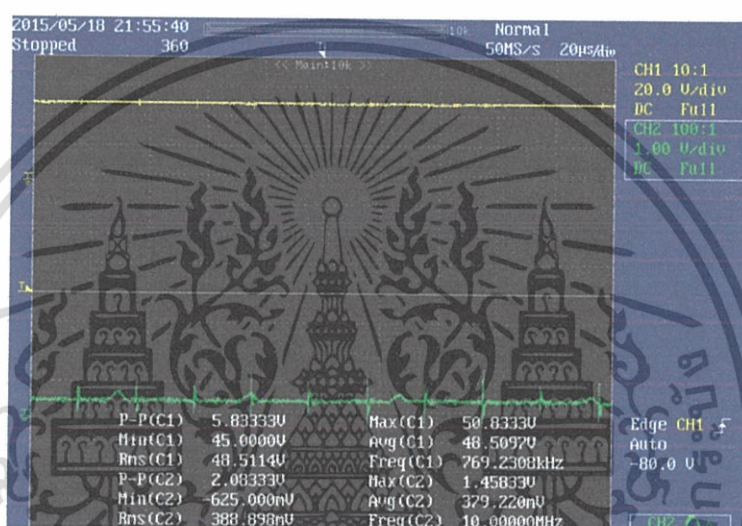 2015/05/18 21:55:40
Stopped 360
10k Normal
50MS/s 20µs/div
<< Main:10k >>
CH1 10:1
20.0 V/div
DC Full
CH2 100:1
1.00 V/div
DC Full
P-P(C1) 5.83333V Max(C1) 50.8333V
Min(C1) 45.0000V Avg(C1) 48.5097V
Rms(C1) 48.5114V Freq(C1) 769.2308kHz
P-P(C2) 2.08333V Max(C2) 1.45833V
Min(C2) -625.000mV Avg(C2) 379.220mV
Rms(C2) 388.898mV Freq(C2) 10.00000MHz
Edge CH1
Auto
-80.0 V